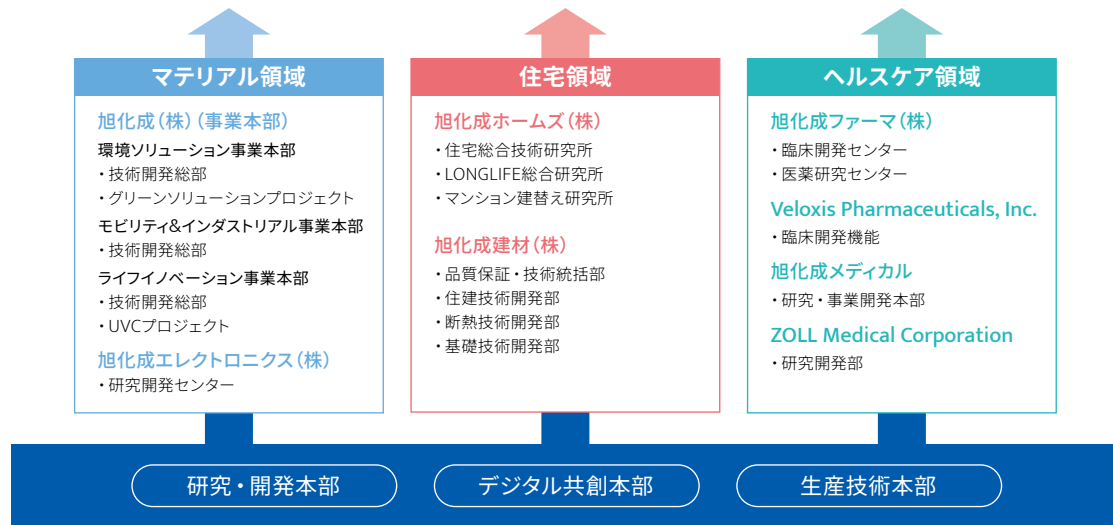 マテリアル領域
旭化成(株)(事業本部)
環境ソリューション事業本部
・技術開発総部
・グリーンソリューションプロジェクト
モビリティ&インダストリアル事業本部
・技術開発総部
ライフイノベーション事業本部
・技術開発総部
・UVCプロジェクト
旭化成エレクトロニクス(株)
・研究開発センター
住宅領域
旭化成ホームズ(株)
・住宅総合技術研究所
・LONGLIFE総合研究所
・マンション建替え研究所
旭化成建材(株)
・品質保証・技術統括部
・住建技術開発部
・断熱技術開発部
・基礎技術開発部
ヘルスケア領域
旭化成ファーマ(株)
・臨床開発センター
・医薬研究センター
Veloxis Pharmaceuticals, Inc.
・臨床開発機能
旭化成メディカル
・研究・事業開発本部
ZOLL Medical Corporation
・研究開発部
研究・開発本部
デジタル共創本部
生産技術本部